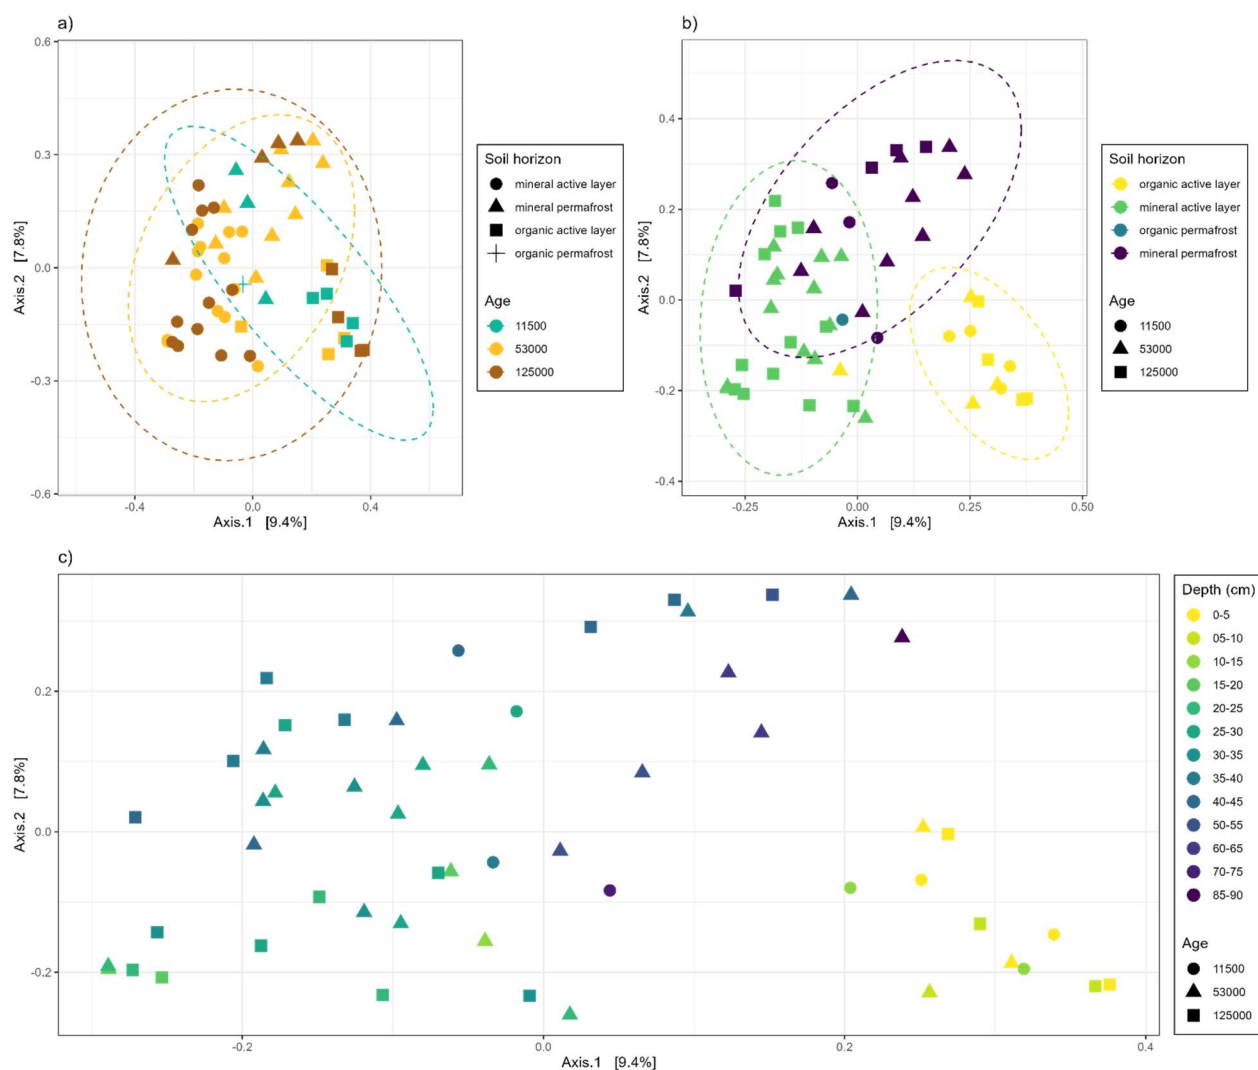 a)
0.6
0.3
0.0
-0.3
-0.6
Axis.2 [7.8%]
-0.4
0.0
0.4
Axis.1 [9.4%]
Soil horizon
mineral active layer
mineral permafrost
organic active layer
organic permafrost
Age
11500
53000
125000
b)
0.4
0.2
0.0
-0.2
-0.4
Axis.2 [7.8%]
-0.25
0.00
0.25
0.50
Axis.1 [9.4%]
Soil horizon
organic active layer
mineral active layer
organic permafrost
mineral permafrost
Age
11500
53000
125000
c)
0.2
0.0
-0.2
Axis.2 [7.8%]
-0.2
0.0
0.2
0.4
Axis.1 [9.4%]
Depth (cm)
0-5
05-10
10-15
15-20
20-25
25-30
30-35
35-40
40-45
50-55
60-65
70-75
85-90
Age
11500
53000
125000